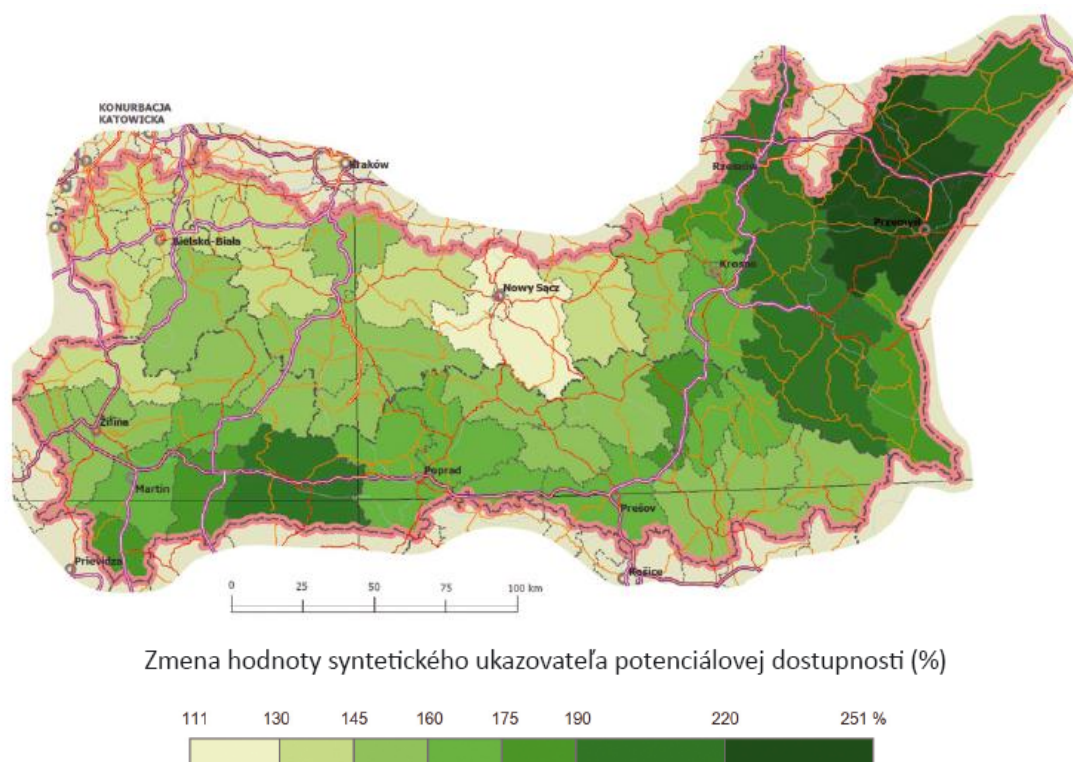 KONURBACJA
KATOWICKA
Kraków
Rzeszów
Bielsko-Biała
Przemyśl
Krosno
Nowy Sącz
Žilina
Poprad
Martin
Prešov
Prievidza
Košice
0 25 50 75 100 km
Zmena hodnoty syntetického ukazovateľa potenciálovej dostupnosti (%)
111 130 145 160 175 190 220 251 %